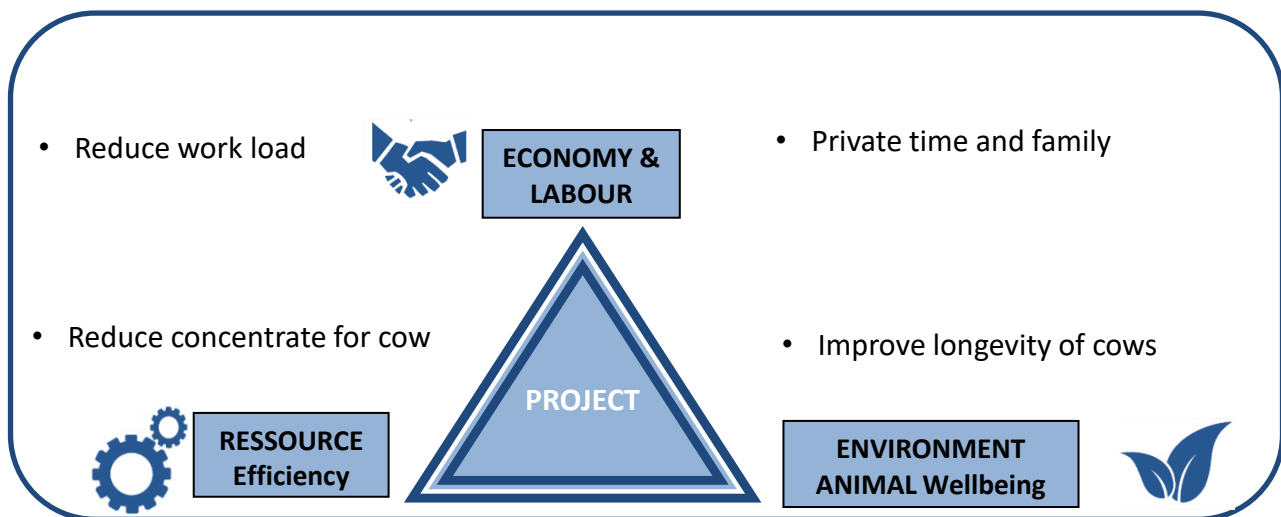 • Reduce work load
ECONOMY &
LABOUR
• Private time and family
• Reduce concentrate for cow
• Improve longevity of cows
PROJECT
RESSOURCE
Efficiency
ENVIRONMENT
ANIMAL Wellbeing